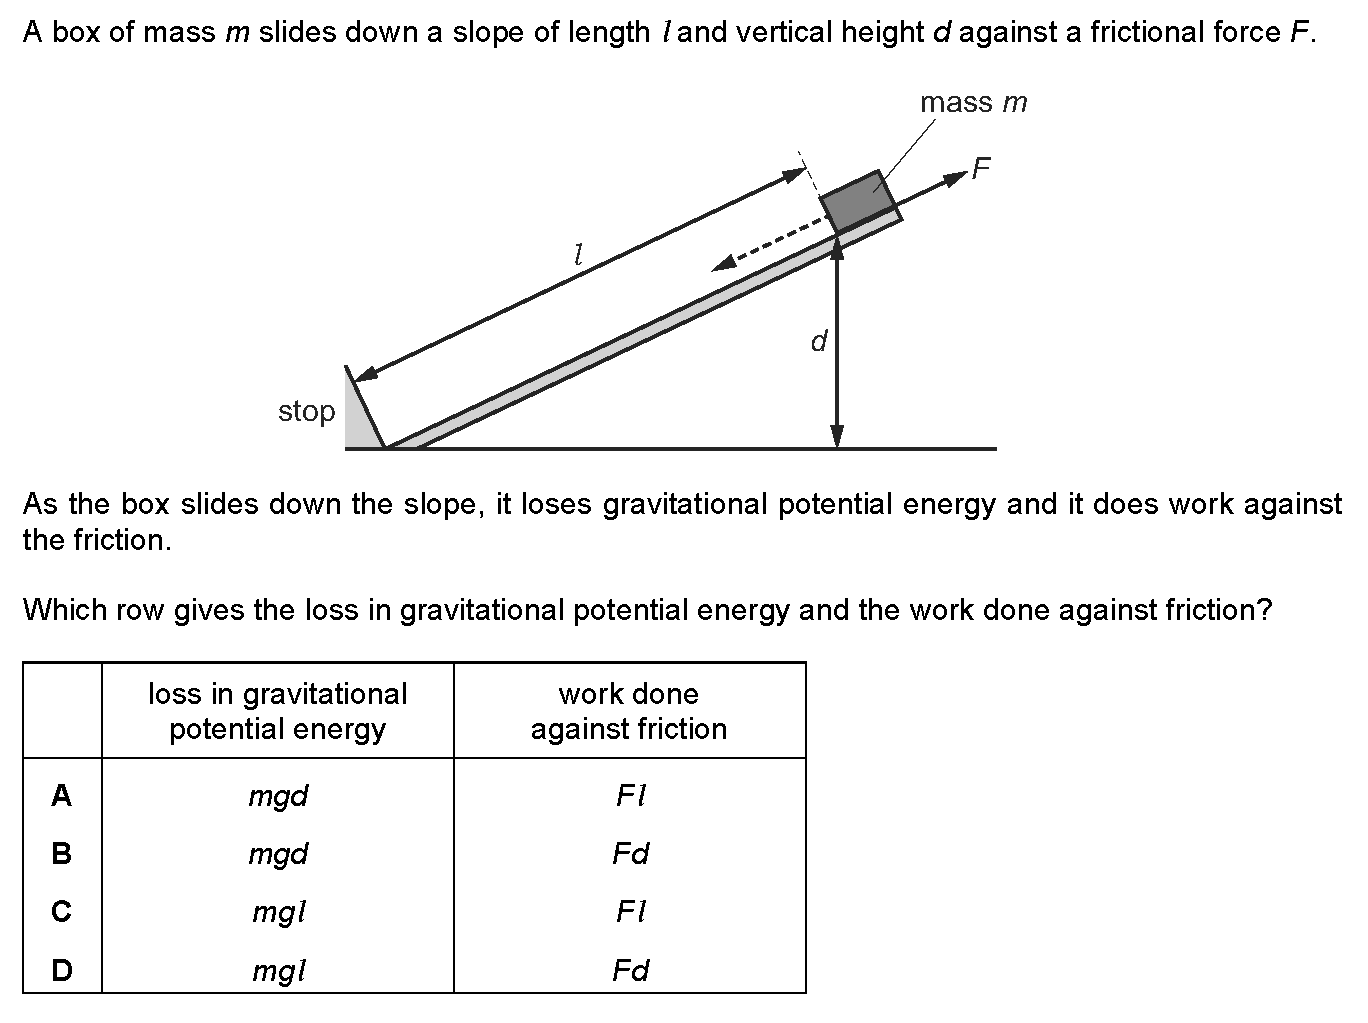 A box of mass m slides down a slope of length l and vertical height d against a frictional force F.
mass m
F
l
d
stop
As the box slides down the slope, it loses gravitational potential energy and it does work against
the friction.
Which row gives the loss in gravitational potential energy and the work done against friction?
loss in gravitational potential energy work done against friction
A mgd Fl
B mgd Fd
C mgl Fl
D mgl Fd